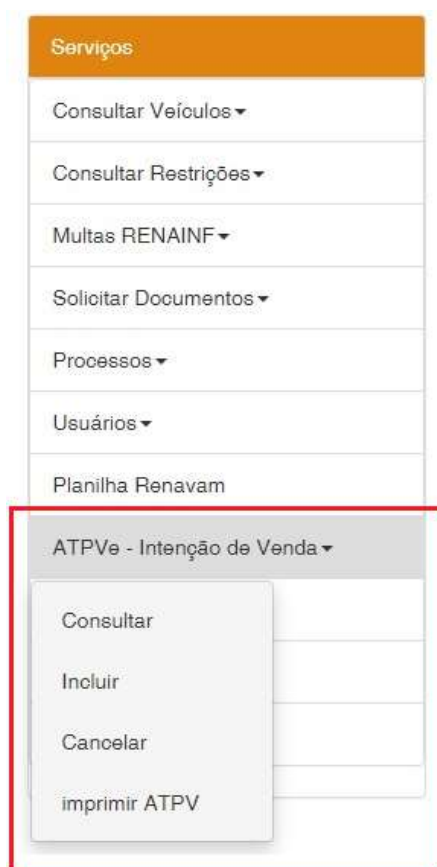 Serviços
Consultar Veículos
Consultar Restrições
Multas RENAINF
Solicitar Documentos
Processos
Usuários
Planilha Renavam
ATPVe - Intenção de Venda
Consultar
Incluir
Cancelar
imprimir ATPV